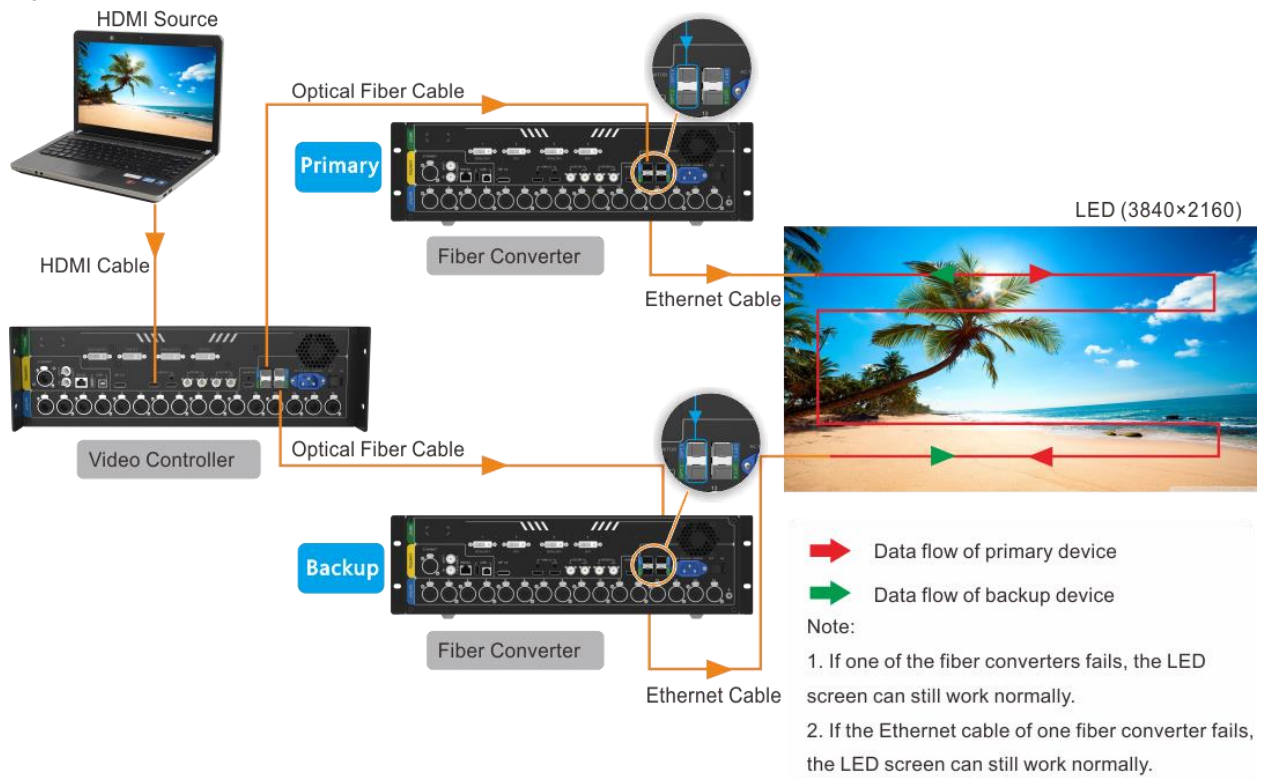 HDMI Source
Optical Fiber Cable
Primary
LED (3840×2160)
Fiber Converter
HDMI Cable
Ethernet Cable
Optical Fiber Cable
Video Controller
Backup
Data flow of primary device
Data flow of backup device
Note:
Fiber Converter
1. If one of the fiber converters fails, the LED
screen can still work normally.
Ethernet Cable
2. If the Ethernet cable of one fiber converter fails,
the LED screen can still work normally.